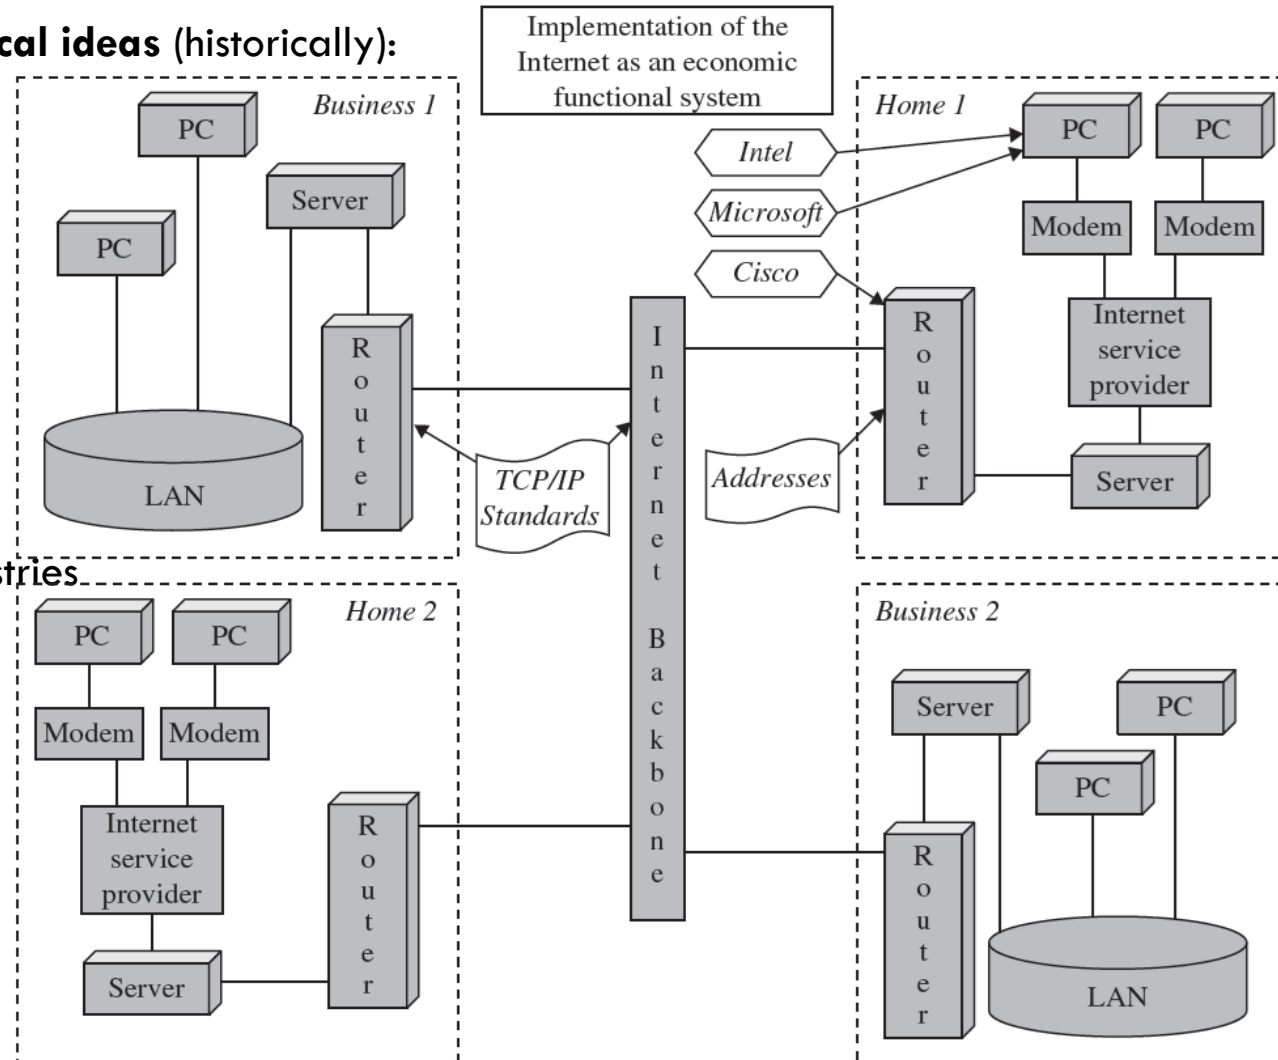 cal ideas (historically):
Implementation of the
Internet as an economic
functional system
Business 1
PC
Server
PC
Router
LAN
Home 1
PC
PC
Intel
Microsoft
Cisco
Modem
Modem
Internet
service
provider
Router
Server
Internet Backbone
TCP/IP
Standards
Addresses
stries
Home 2
PC
PC
Modem
Modem
Internet
service
provider
Router
Server
Business 2
Server
PC
PC
Router
LAN